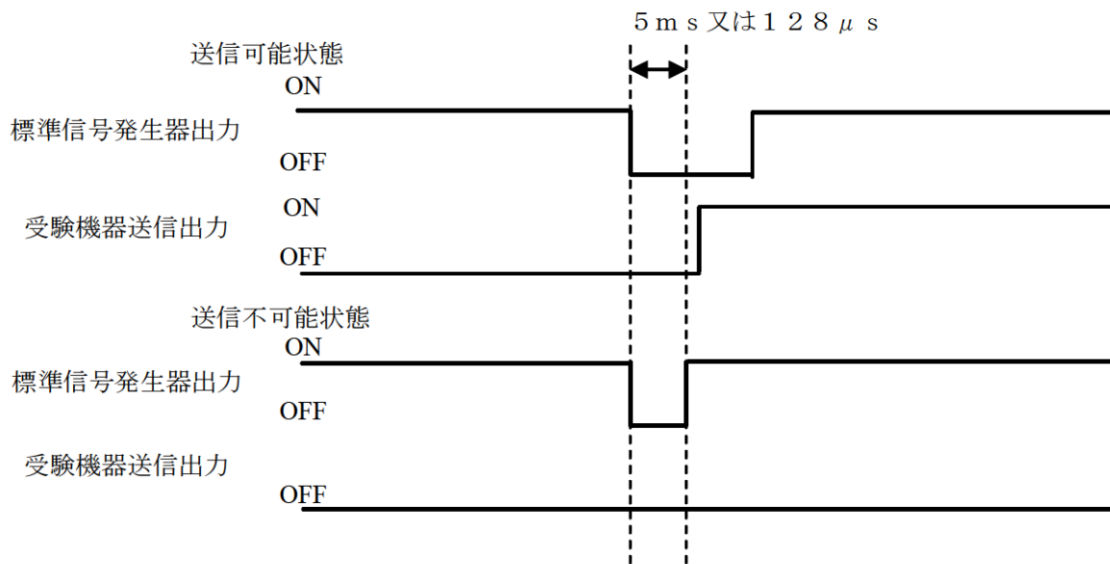 ５ｍｓ又は１２８μｓ
送信可能状態
ON
標準信号発生器出力
OFF
ON
受験機器送信出力
OFF
送信不可能状態
ON
標準信号発生器出力
OFF
受験機器送信出力
OFF